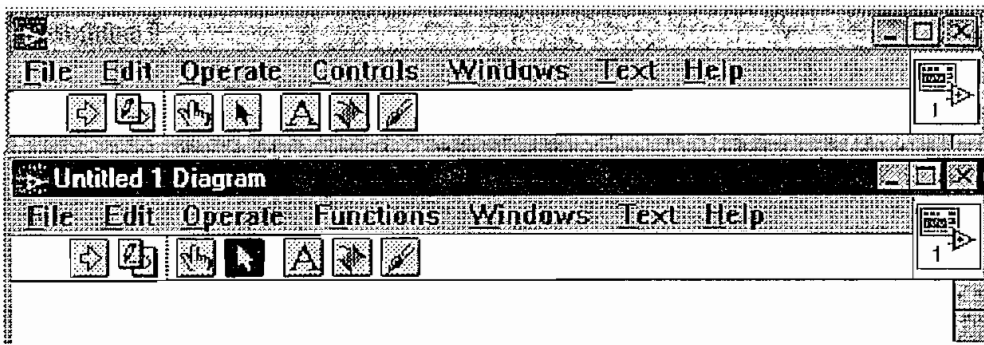 File Edit Operate Controls Windows Text Help
A
1
Untitled 1 Diagram
File Edit Operate Functions Windows Text Help
A
1